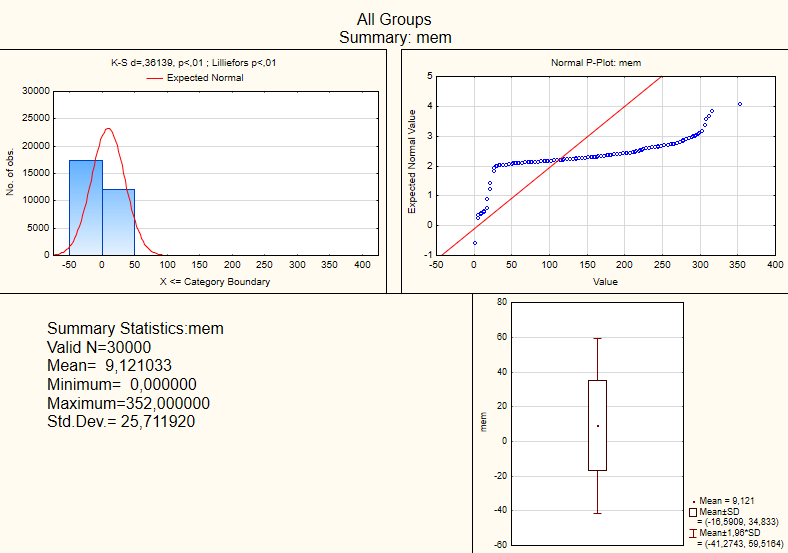 All Groups
Summary: mem
K-S d=,36139, p<,01 ; Lilliefors p<,01
Expected Normal
30000
25000
20000
15000
10000
5000
0
No. of obs.
-50 0 50 100 150 200 250 300 350 400
X <= Category Boundary
Normal P-Plot: mem
5
4
3
2
1
0
-1
Expected Normal Value
-50 0 50 100 150 200 250 300 350 400
Value
Summary Statistics:mem
Valid N=30000
Mean= 9,121033
Minimum= 0,000000
Maximum=352,000000
Std.Dev.= 25,711920
80
60
40
20
0
-20
-40
-60
mem
Mean = 9,121
Mean±SD
= (-16,5909, 34,833)
Mean±1,96*SD
= (-41,2743, 59,5164)